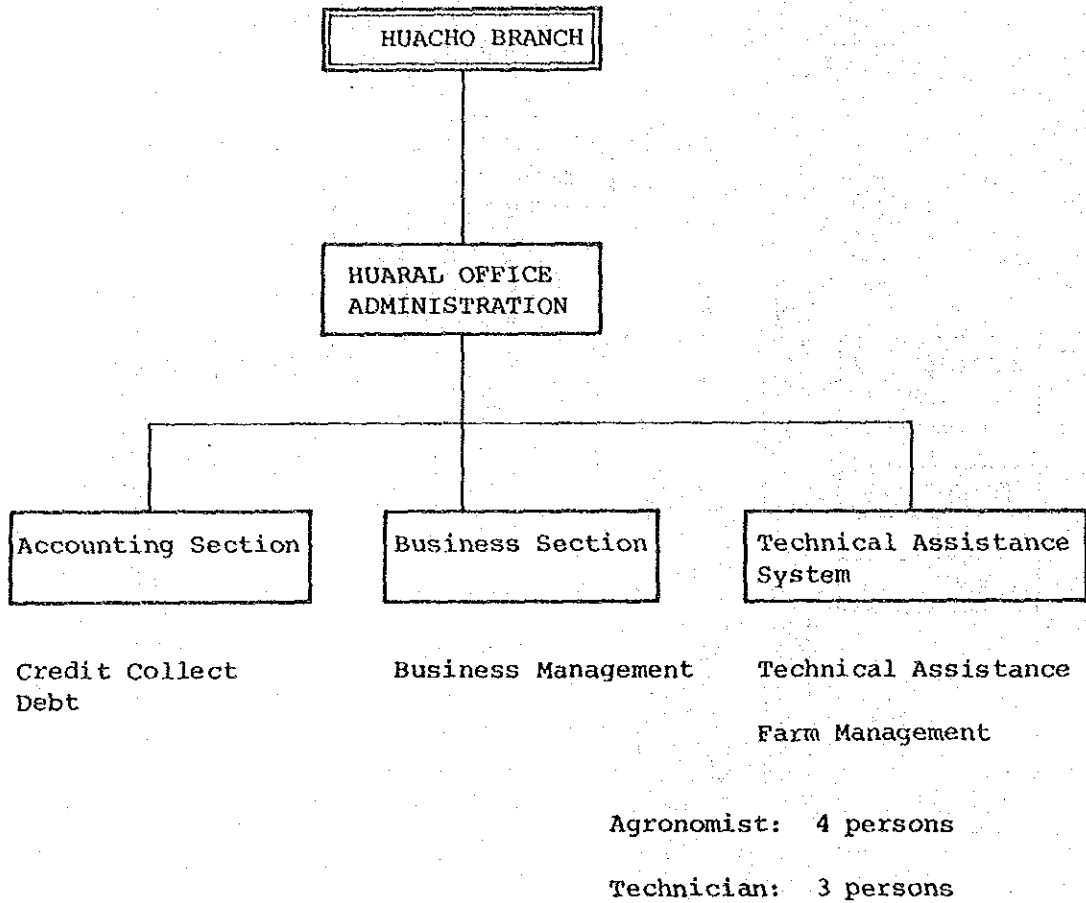 HUACHO BRANCH
HUARAL OFFICE
ADMINISTRATION
Accounting Section
Business Section
Technical Assistance
System
Credit Collect
Debt
Business Management
Technical Assistance
Farm Management
Agronomist: 4 persons
Technician: 3 persons